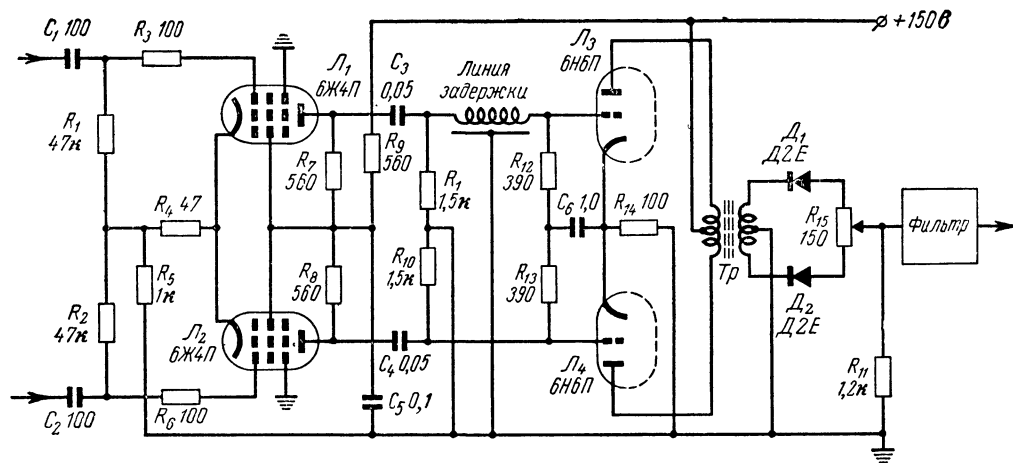 C₁ 100
R₃ 100
Л₁
6Ж4П
C₃
0,05
Линия
задержки
Л₃
6Н6П
+150 в
R₁
47к
R₄ 47
R₅
1к
R₂
47к
Л₂
6Ж4П
C₂ 100
R₆ 100
R₇
560
R₉
560
R₈
560
C₄ 0,05
C₅ 0,1
R₁
1,5к
R₁₀
1,5к
R₁₂
390
C₆ 1,0
R₁₄ 100
R₁₃
390
Л₄
6Н6П
Тр
Д₁
Д2Е
R₁₅
150
Д₂
Д2Е
Фильтр
R₁₁
1,2к